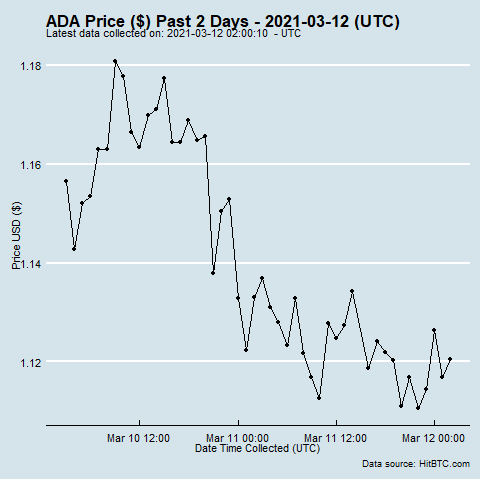 ADA Price ($) Past 2 Days - 2021-03-12 (UTC)
Latest data collected on: 2021-03-12 02:00:10 - UTC
Price USD ($)
1.18
1.16
1.14
1.12
Mar 10 12:00 Mar 11 00:00 Mar 11 12:00 Mar 12 00:00
Date Time Collected (UTC)
Data source: HitBTC.com